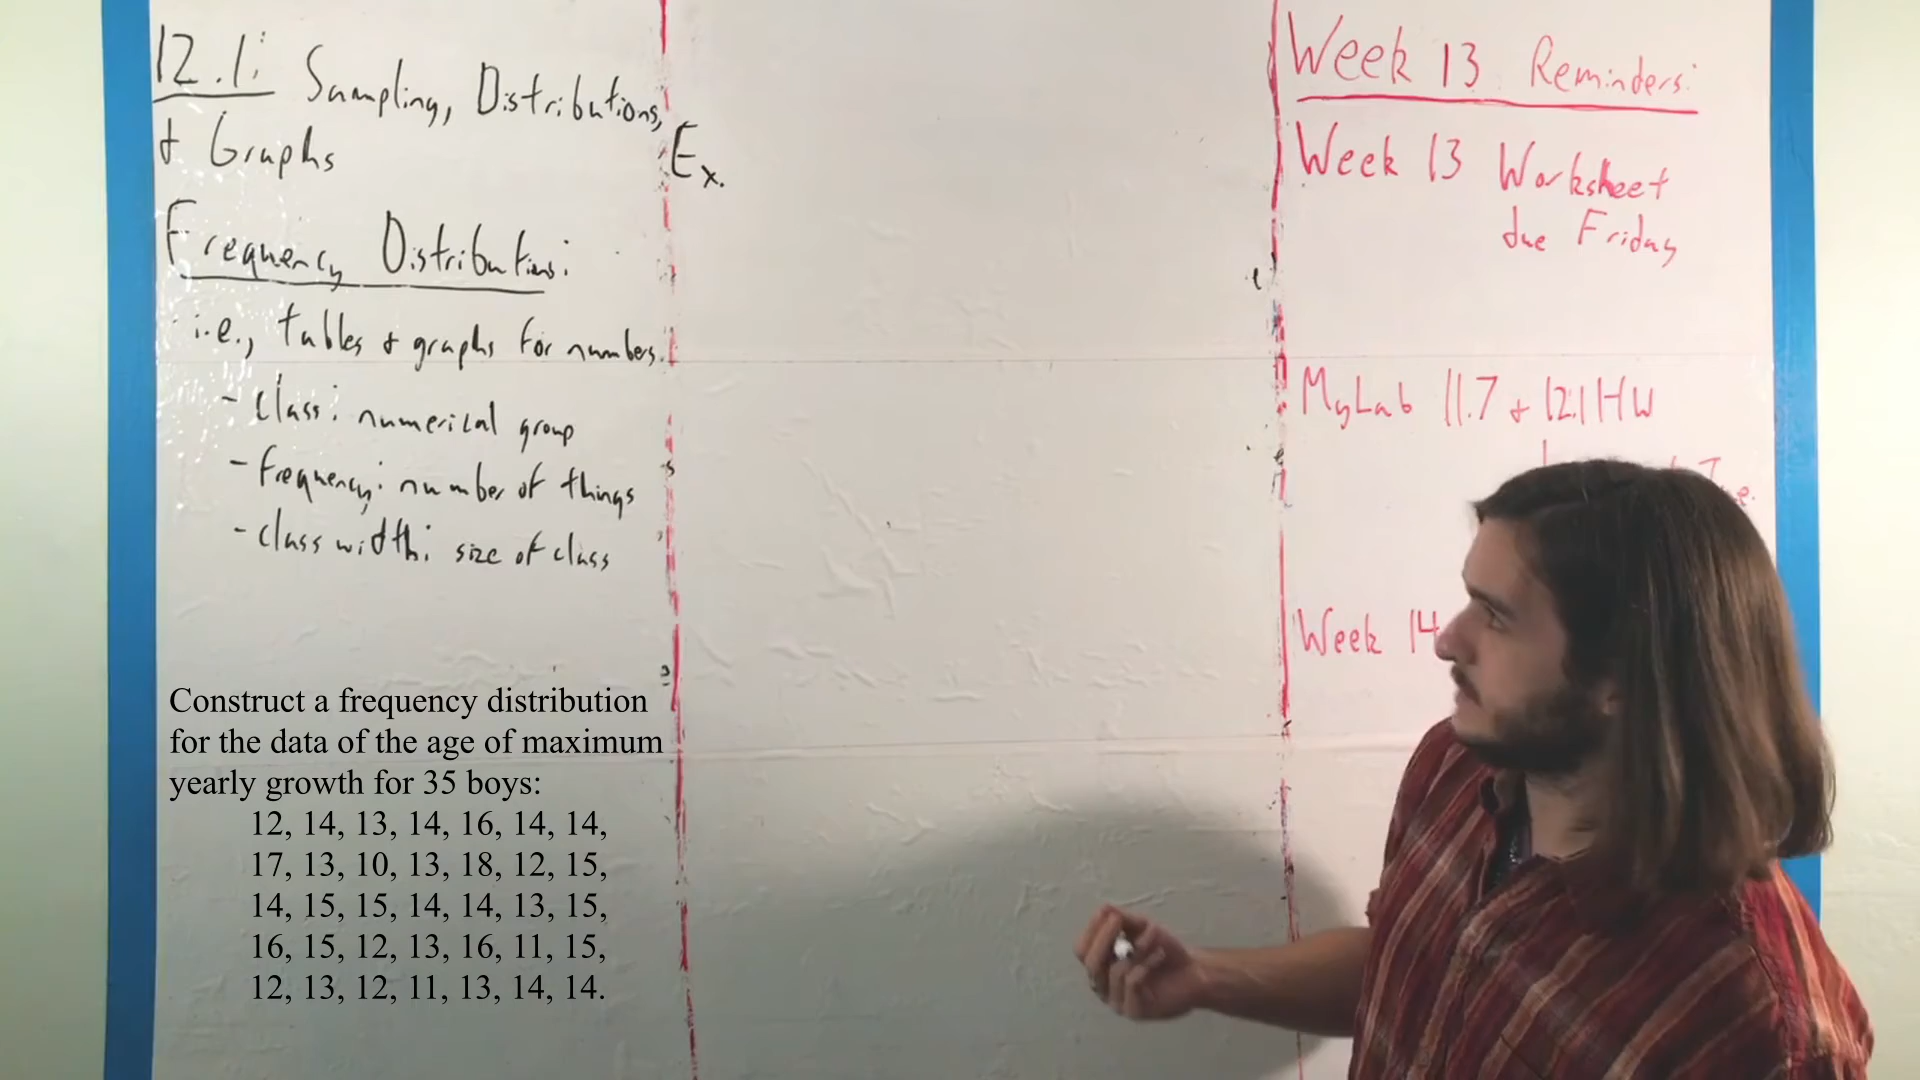 12.1: Sampling, Distributions,
& Graphs
Frequency Distributions:
i.e., tables & graphs for numbers.
- class: numerical group
- frequency: number of things
- class width: size of class
Construct a frequency distribution
for the data of the age of maximum
yearly growth for 35 boys:
12, 14, 13, 14, 16, 14, 14,
17, 13, 10, 13, 18, 12, 15,
14, 15, 15, 14, 14, 13, 15,
16, 15, 12, 13, 16, 11, 15,
12, 13, 12, 11, 13, 14, 14.
Ex.
Week 13 Reminders:
Week 13 Worksheet
due Friday
MyLab 11.7 & 12.1 HW
Week 14